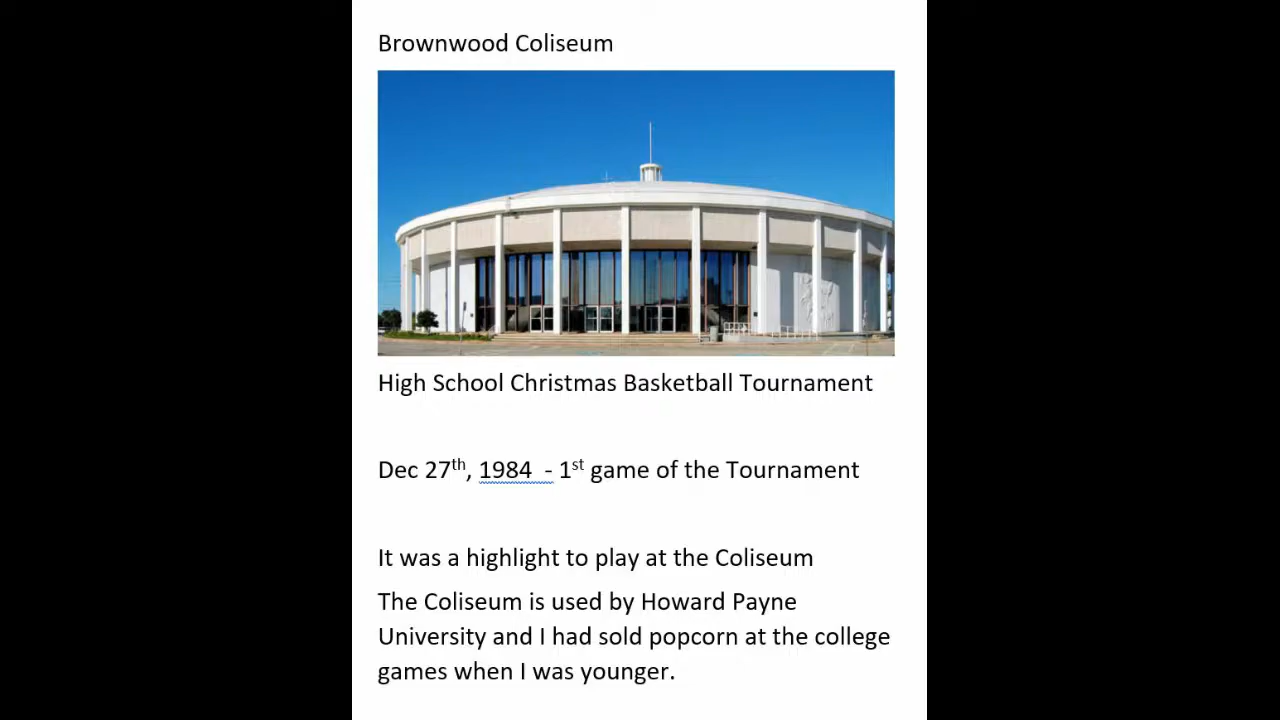 Brownwood Coliseum
High School Christmas Basketball Tournament
Dec 27th, 1984  - 1st game of the Tournament
It was a highlight to play at the Coliseum
The Coliseum is used by Howard Payne
University and I had sold popcorn at the college
games when I was younger.